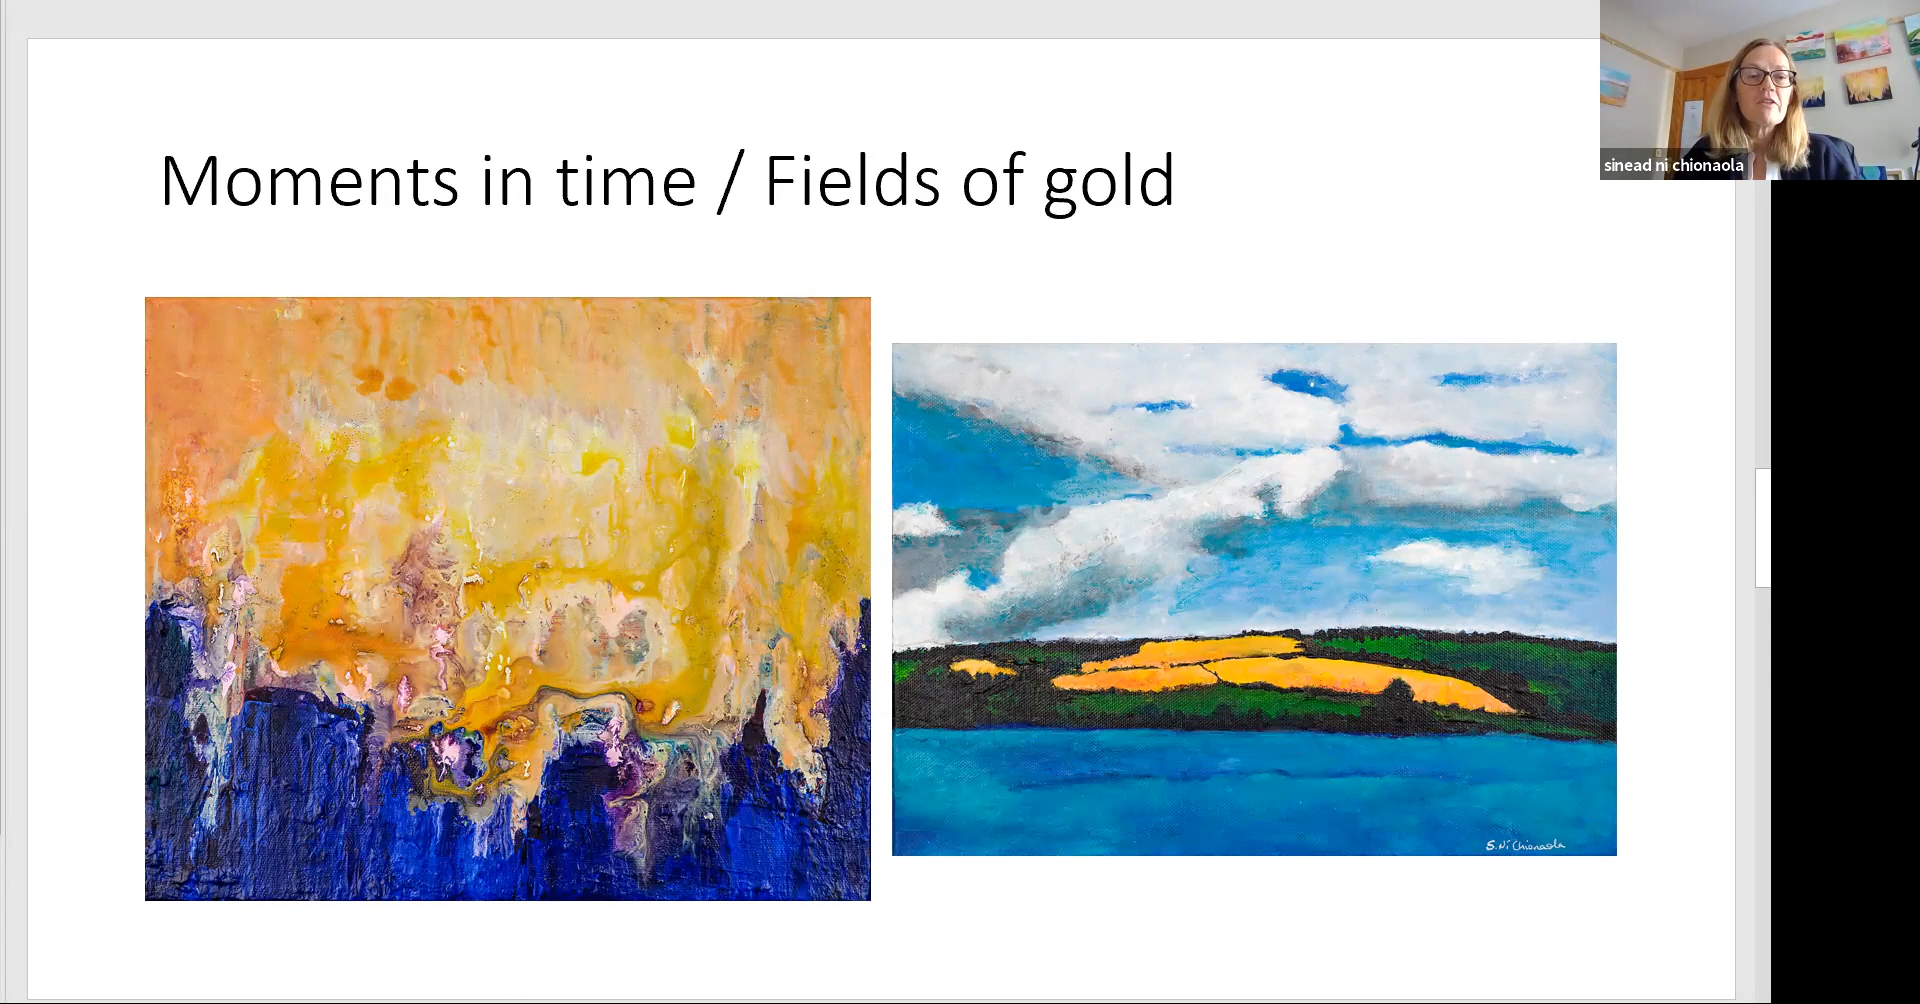 Moments in time / Fields of gold
sinead ni chionaola
S. Ní Chionaola